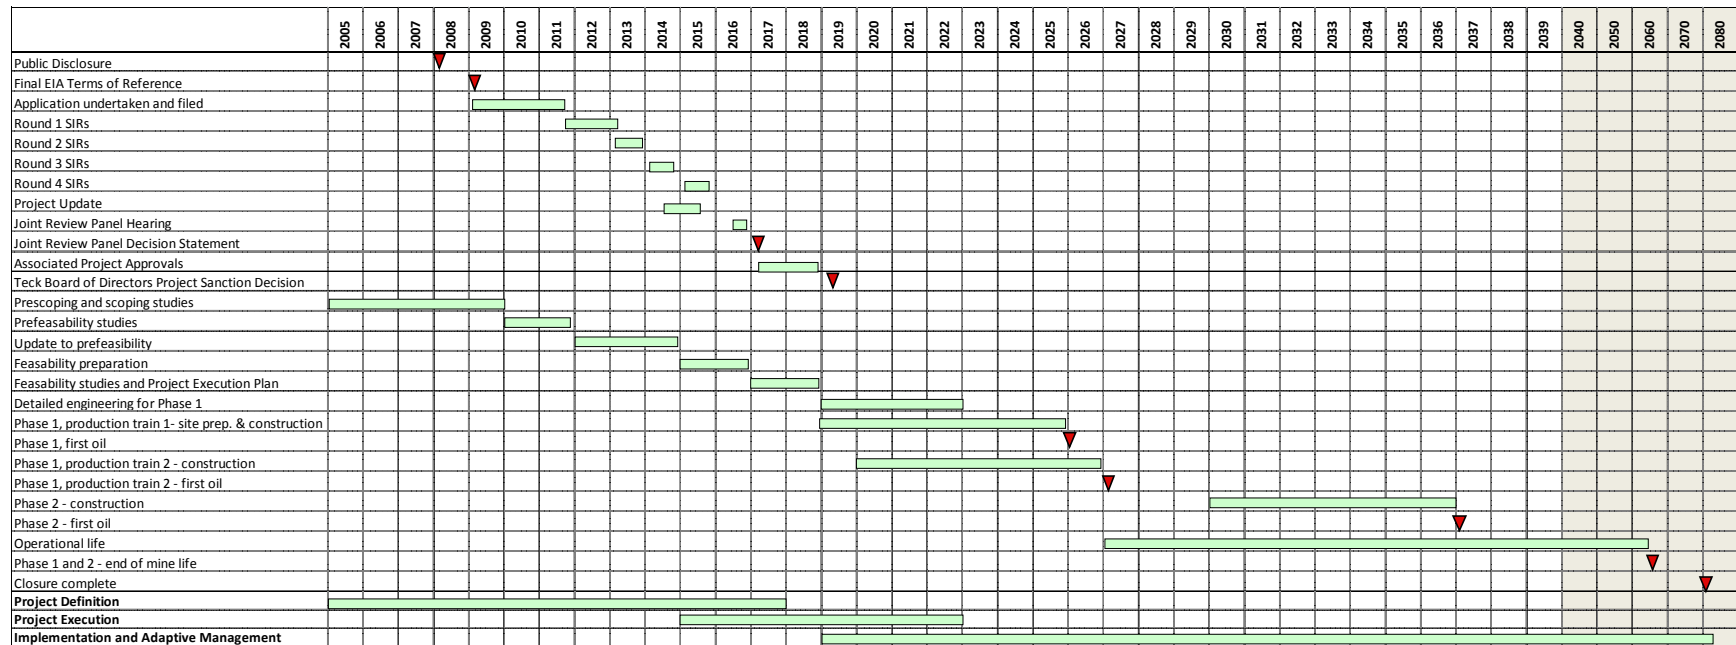 2005 2006 2007 2008 2009 2010 2011 2012 2013 2014 2015 2016 2017 2018 2019 2020 2021 2022 2023 2024 2025 2026 2027 2028 2029 2030 2031 2032 2033 2034 2035 2036 2037 2038 2039 2040 2050 2060 2070 2080
Public Disclosure
Final EIA Terms of Reference
Application undertaken and filed
Round 1 SIRs
Round 2 SIRs
Round 3 SIRs
Round 4 SIRs
Project Update
Joint Review Panel Hearing
Joint Review Panel Decision Statement
Associated Project Approvals
Teck Board of Directors Project Sanction Decision
Prescoping and scoping studies
Prefeasability studies
Update to prefeasibility
Feasability preparation
Feasability studies and Project Execution Plan
Detailed engineering for Phase 1
Phase 1, production train 1- site prep. & construction
Phase 1, first oil
Phase 1, production train 2 - construction
Phase 1, production train 2 - first oil
Phase 2 - construction
Phase 2 - first oil
Operational life
Phase 1 and 2 - end of mine life
Closure complete
Project Definition
Project Execution
Implementation and Adaptive Management